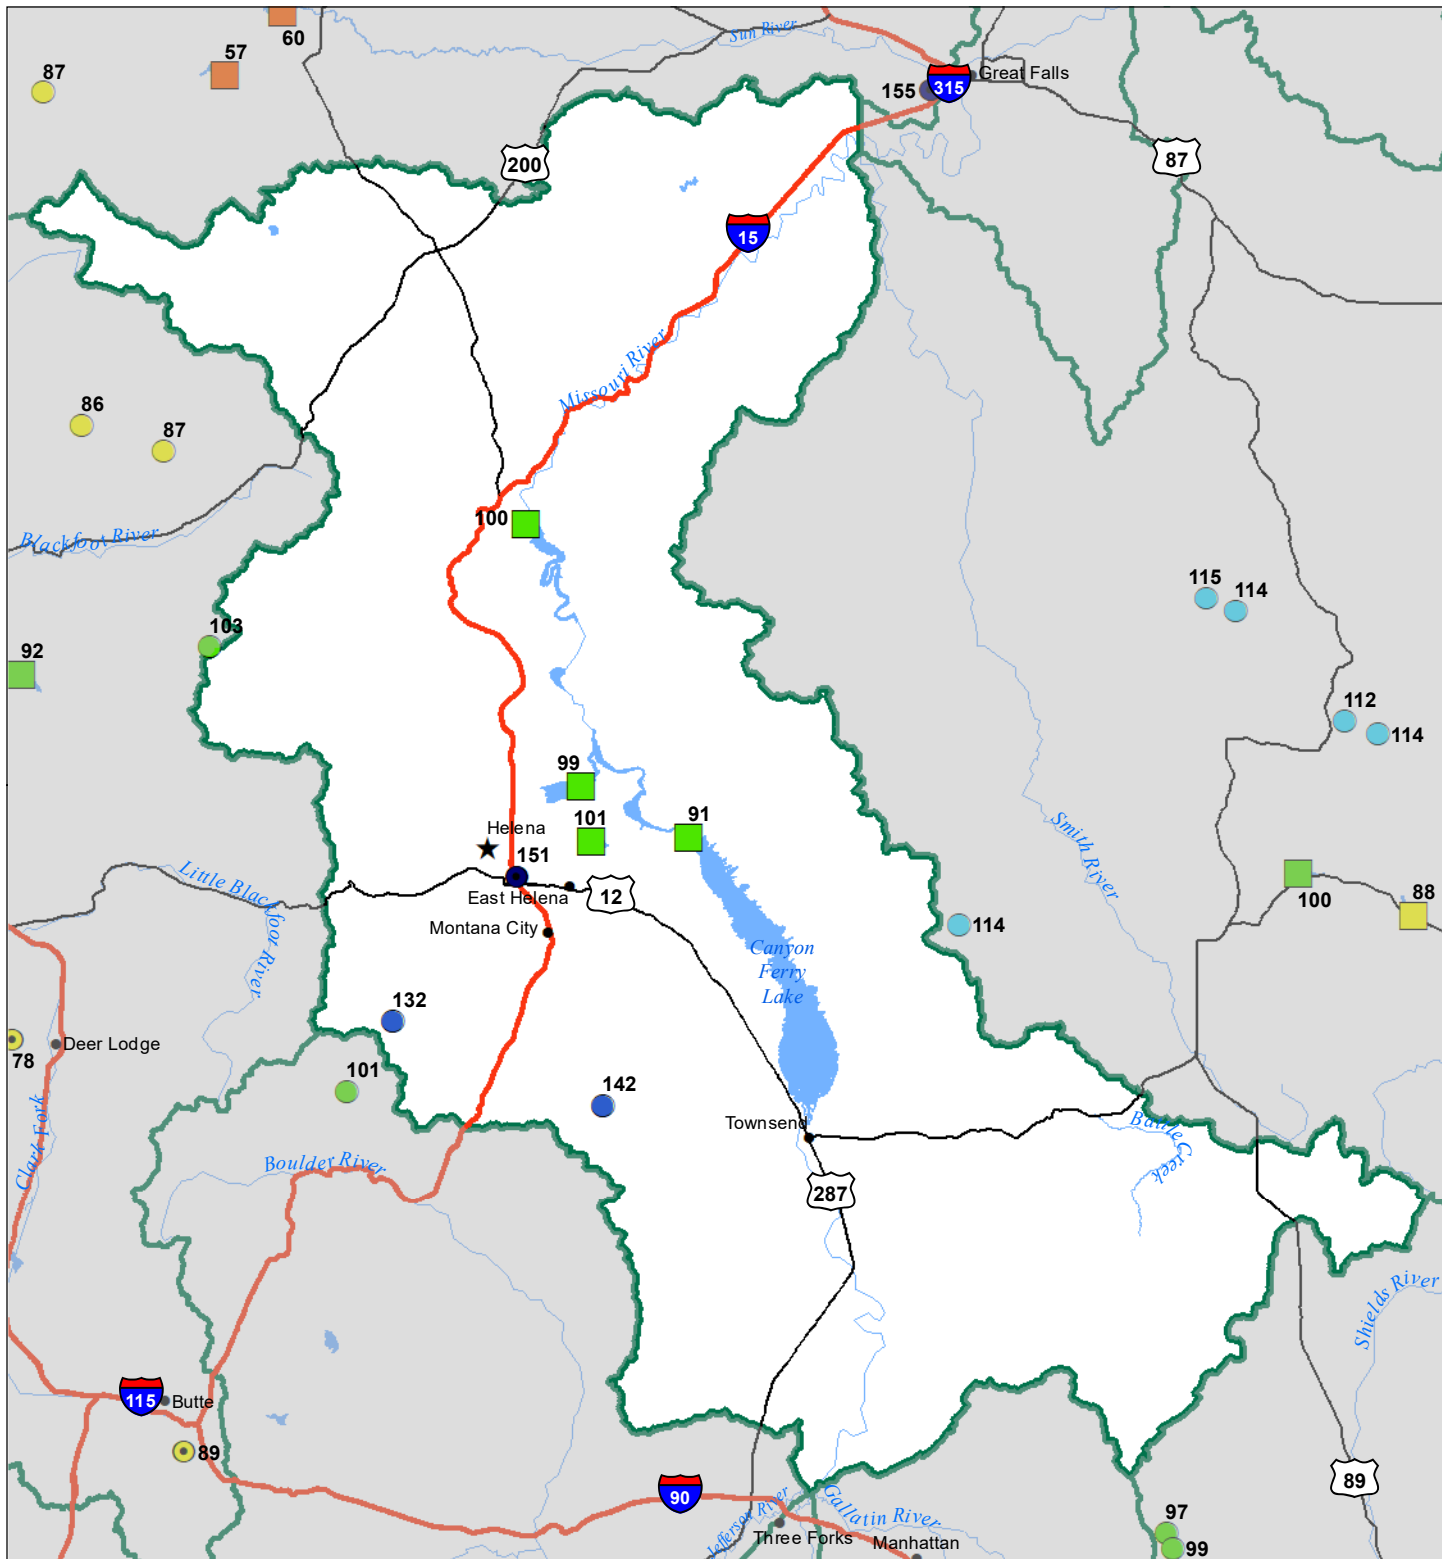 60
Sun River
57
87
Great Falls
155
315
200
87
15
Missouri River
86
87
100
Blackfoot River
115
114
103
92
112
114
99
101
91
Helena
151
Smith River
Little Blackfoot River
East Helena
12
100
88
Montana City
114
Canyon
Ferry
Lake
132
Deer Lodge
78
101
142
Clark Fork
Townsend
Battle Creek
Boulder River
287
Shields River
115
Butte
89
89
90
Jefferson River
Gallatin River
97
Three Forks
Manhattan
99